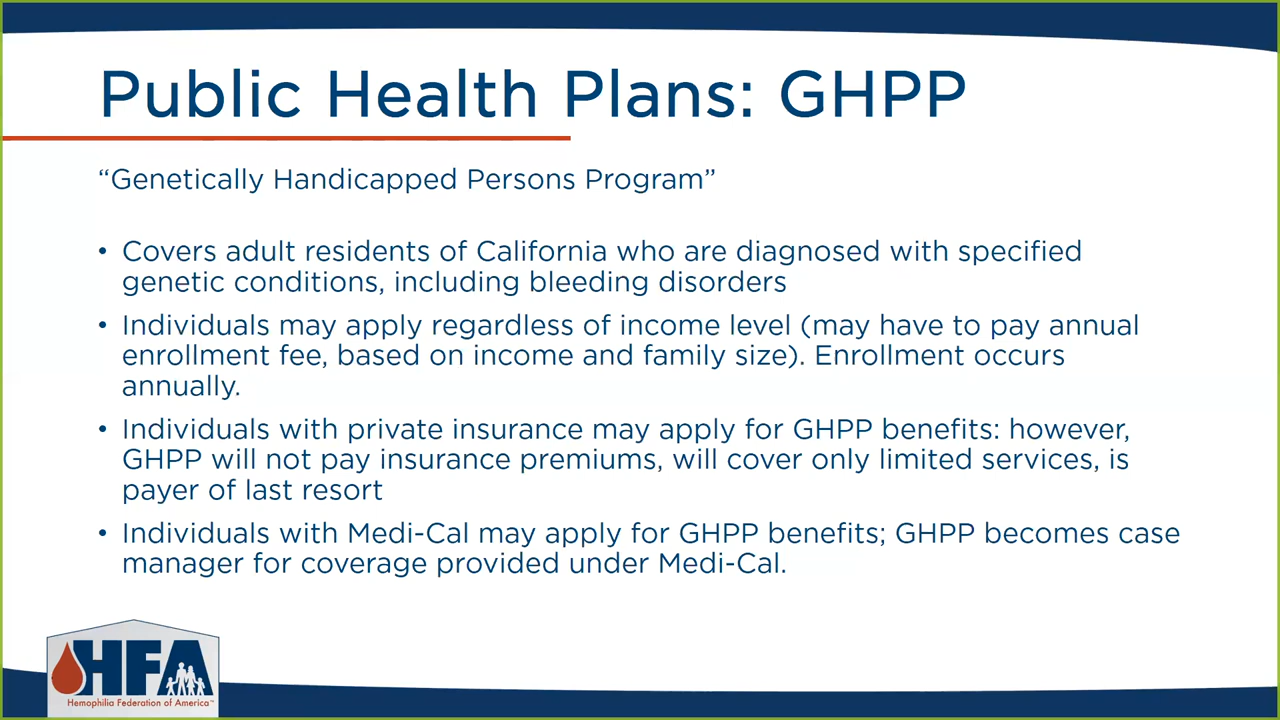 Public Health Plans: GHPP
“Genetically Handicapped Persons Program”
• Covers adult residents of California who are diagnosed with specified
genetic conditions, including bleeding disorders
• Individuals may apply regardless of income level (may have to pay annual
enrollment fee, based on income and family size). Enrollment occurs
annually.
• Individuals with private insurance may apply for GHPP benefits: however,
GHPP will not pay insurance premiums, will cover only limited services, is
payer of last resort
• Individuals with Medi-Cal may apply for GHPP benefits; GHPP becomes case
manager for coverage provided under Medi-Cal.
HFA
Hemophilia Federation of America™